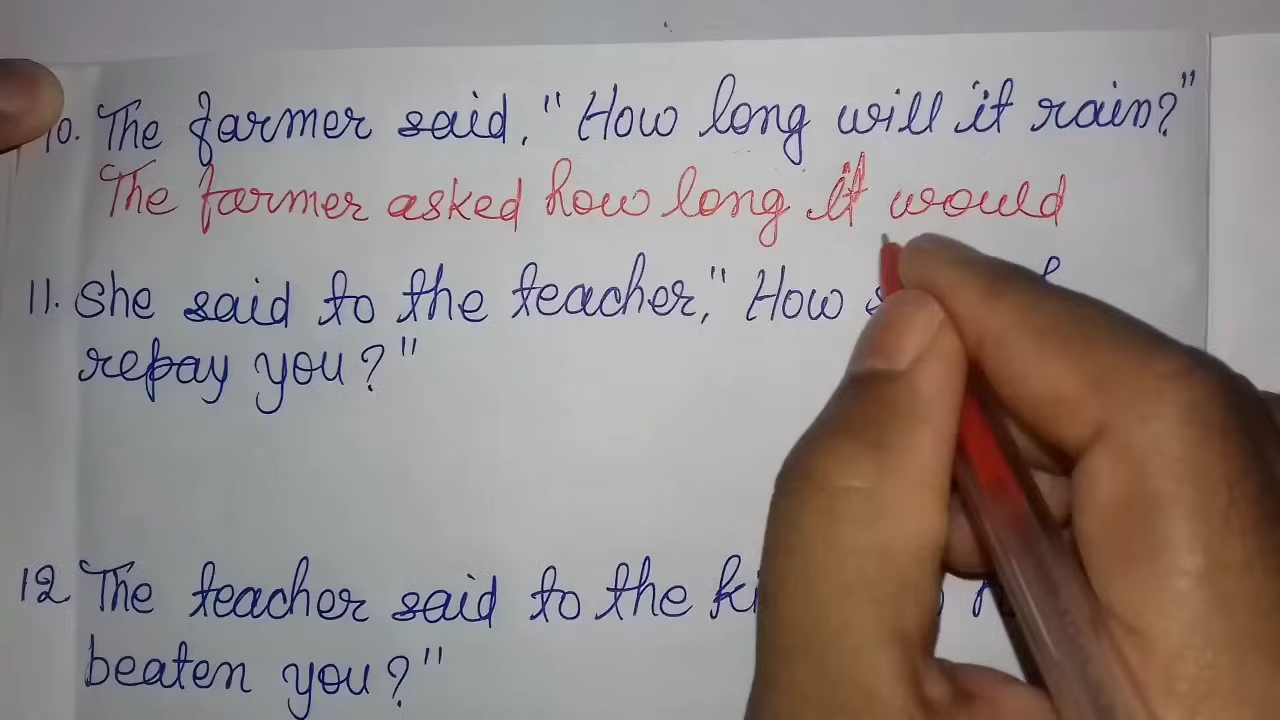 10. The farmer said, "How long will it rain?"
The farmer asked how long it would
11. She said to the teacher, "How
repay you?"
12 The teacher said to the
beaten you?"